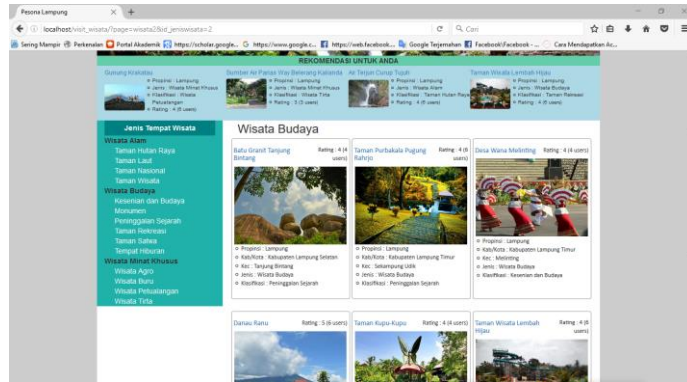 Pesona Lampung
localhost/visit_wisata/?page=wisata2&id_jeniswisata=2
Cari
Sering Mampir
Perkenalan
Portal Akademik
https://scholar.google...
https://www.google.c...
https://web.facebook...
Google Terjemahan
Facebook\Facebook - ...
Cara Mendapatkan Ac...
REKOMENDASI UNTUK ANDA
Gunung Krakatau
Propinsi : Lampung
Jenis : Wisata Minat Khusus
Klasifikasi : Wisata
Petualangan
Rating : 4 (6 users)
Sumber Air Panas Way Belerang Kalianda
Propinsi : Lampung
Jenis : Wisata Minat Khusus
Klasifikasi : Wisata Tirta
Rating : 5 (5 users)
Air Terjun Curup Tujuh
Propinsi : Lampung
Jenis : Wisata Alam
Klasifikasi : Taman Hutan Raya
Rating : 4 (6 users)
Taman Wisata Lembah Hijau
Propinsi : Lampung
Jenis : Wisata Budaya
Klasifikasi : Taman Rekreasi
Rating : 4 (6 users)
Jenis Tempat Wisata
Wisata Alam
Taman Hutan Raya
Taman Laut
Taman Nasional
Taman Wisata
Wisata Budaya
Kesenian dan Budaya
Monumen
Peninggalan Sejarah
Taman Rekreasi
Taman Satwa
Tempat Hiburan
Wisata Minat Khusus
Wisata Agro
Wisata Buru
Wisata Petualangan
Wisata Tirta
Wisata Budaya
Batu Granit Tanjung Rating : 4 (4
Bintang users)
Propinsi : Lampung
Kab/Kota : Kabupaten Lampung Selatan
Kec : Tanjung Bintang
Jenis : Wisata Budaya
Klasifikasi : Peninggalan Sejarah
Taman Purbakala Pugung Rating : 4 (6
Rahrjo users)
Propinsi : Lampung
Kab/Kota : Kabupaten Lampung Timur
Kec : Sekampung Udik
Jenis : Wisata Budaya
Klasifikasi : Peninggalan Sejarah
Desa Wana Melinting Rating : 4 (4 users)
Propinsi : Lampung
Kab/Kota : Kabupaten Lampung Timur
Kec : Melinting
Jenis : Wisata Budaya
Klasifikasi : Kesenian dan Budaya
Danau Ranu Rating : 5 (6 users)
Taman Kupu-Kupu Rating : 4 (4 users)
Taman Wisata Lembah Rating : 4 (6
Hijau users)